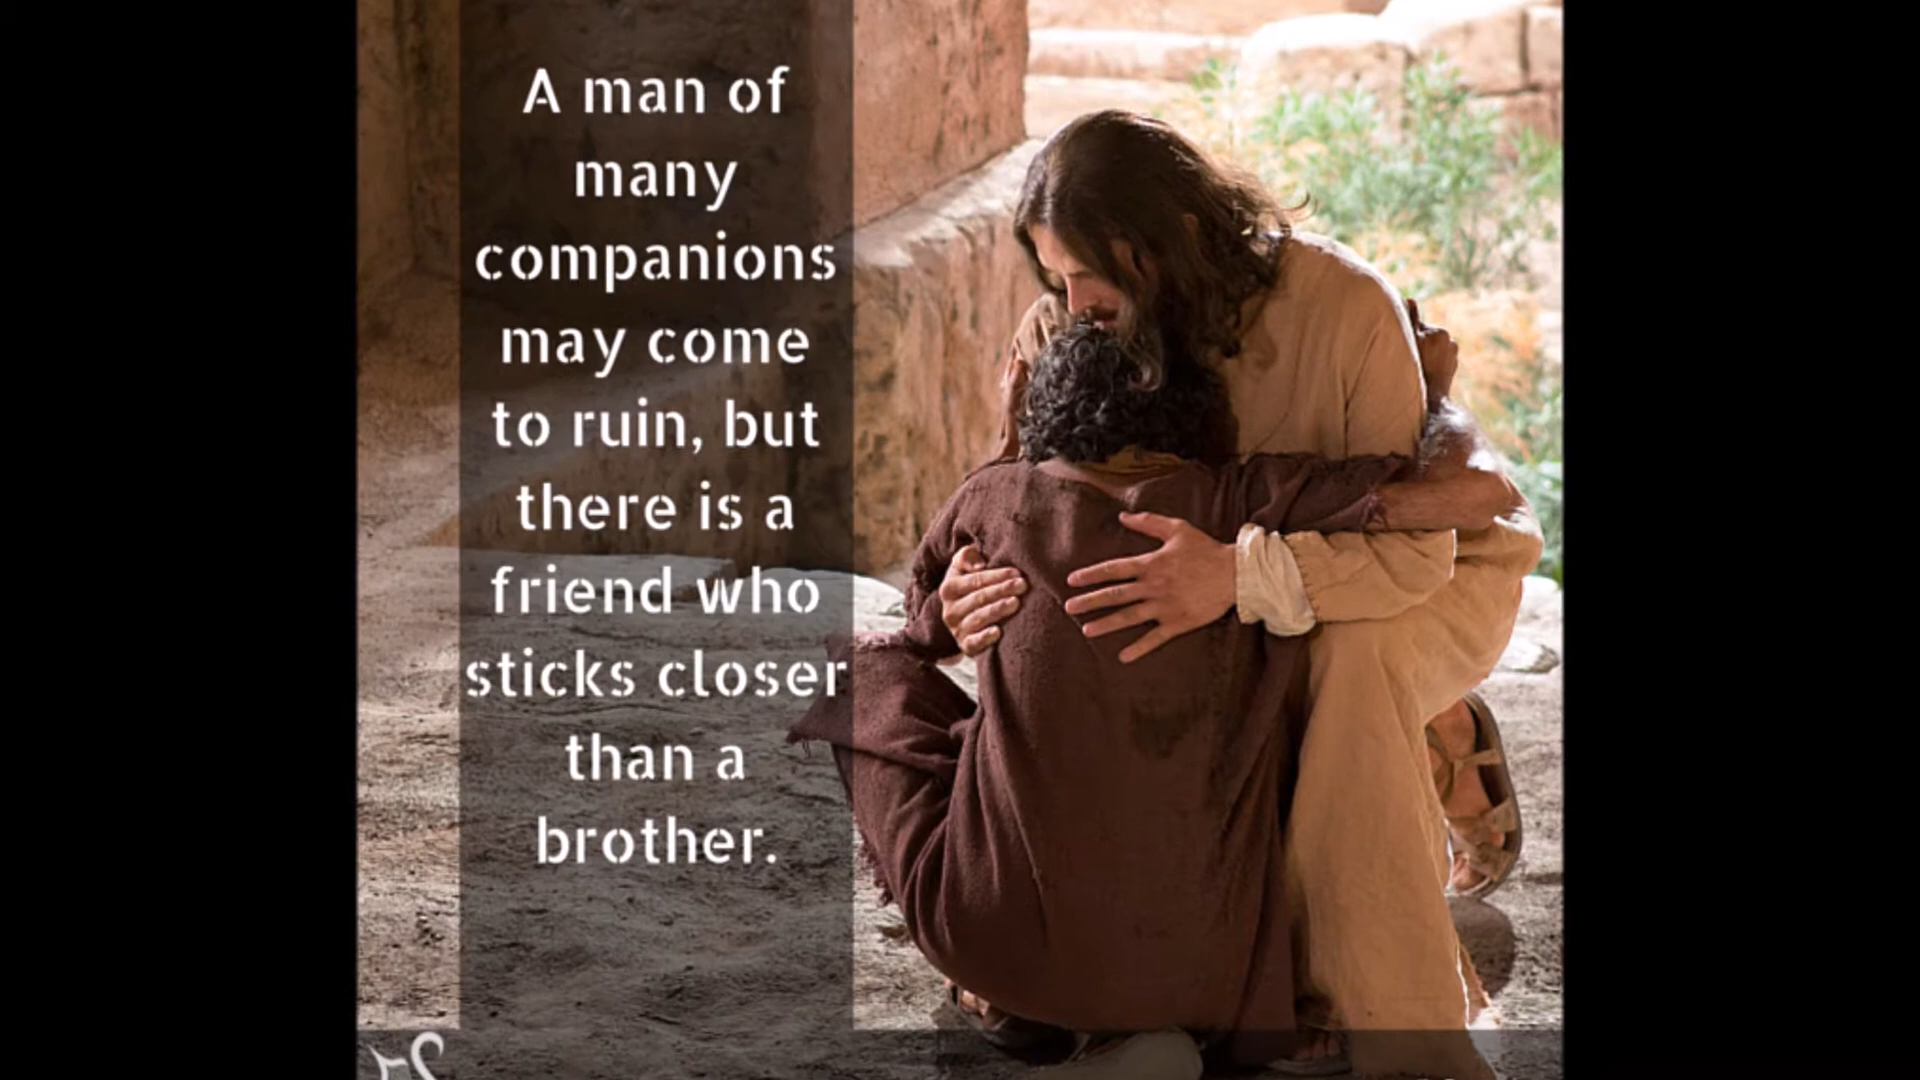 A man of
many
companions
may come
to ruin, but
there is a
friend who
sticks closer
than a
brother.